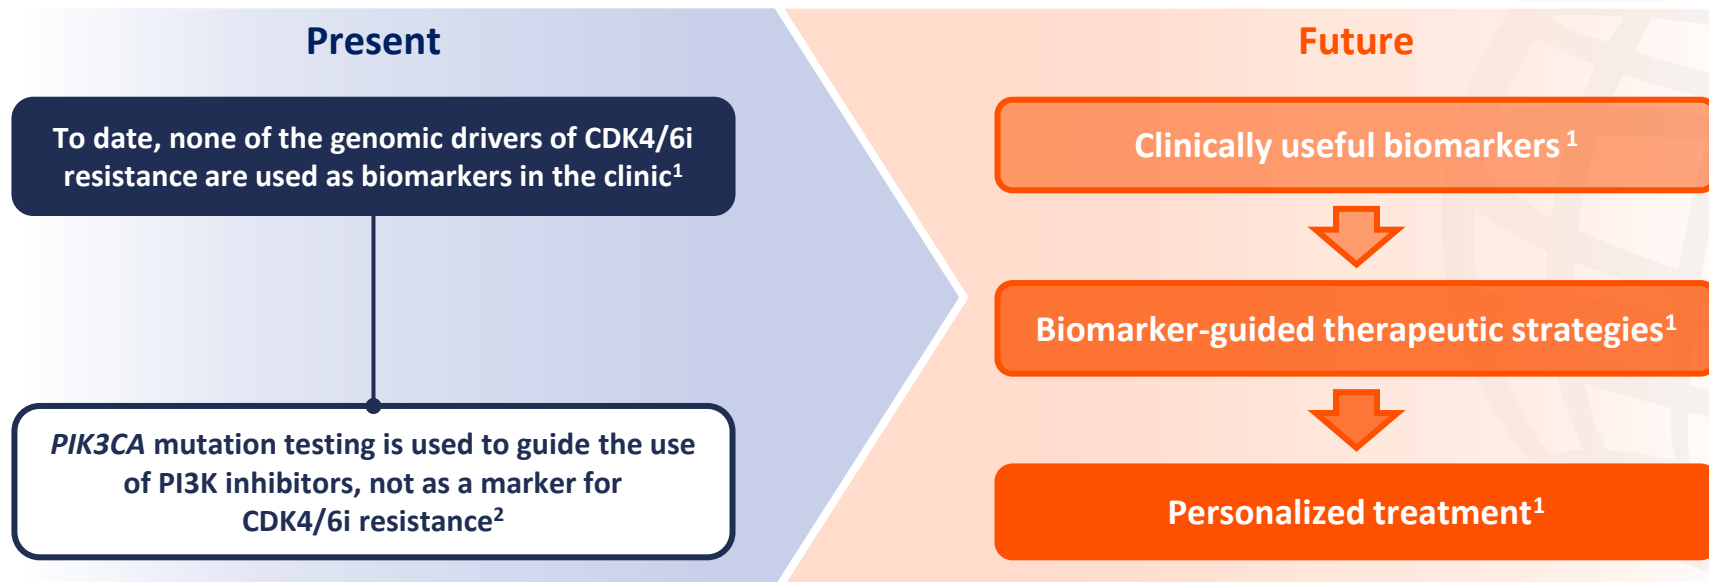 Present
To date, none of the genomic drivers of CDK4/6i
resistance are used as biomarkers in the clinic¹
PIK3CA mutation testing is used to guide the use
of PI3K inhibitors, not as a marker for
CDK4/6i resistance²
Future
Clinically useful biomarkers ¹
Biomarker-guided therapeutic strategies¹
Personalized treatment¹